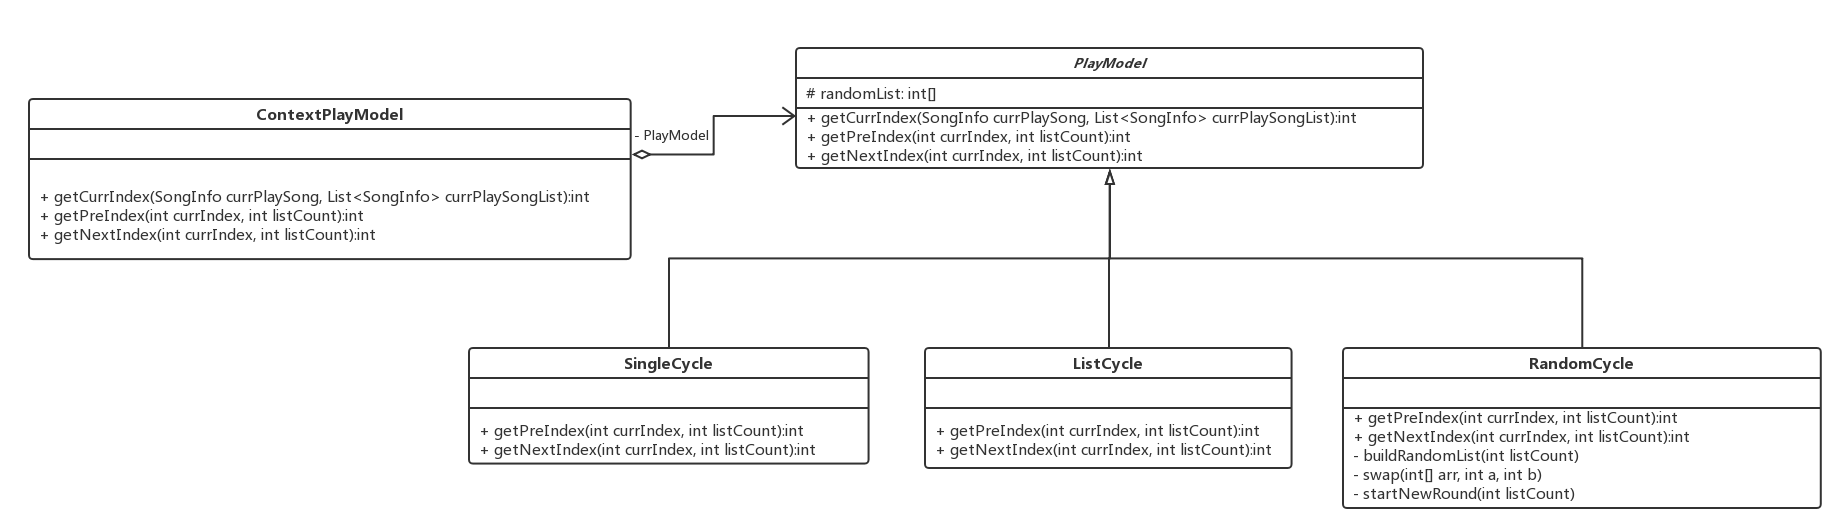 PlayModel
# randomList: int[]
+ getCurrIndex(SongInfo currPlaySong, List<SongInfo> currPlaySongList):int
+ getPreIndex(int currIndex, int listCount):int
+ getNextIndex(int currIndex, int listCount):int
ContextPlayModel
+ getCurrIndex(SongInfo currPlaySong, List<SongInfo> currPlaySongList):int
+ getPreIndex(int currIndex, int listCount):int
+ getNextIndex(int currIndex, int listCount):int
- PlayModel
SingleCycle
+ getPreIndex(int currIndex, int listCount):int
+ getNextIndex(int currIndex, int listCount):int
ListCycle
+ getPreIndex(int currIndex, int listCount):int
+ getNextIndex(int currIndex, int listCount):int
RandomCycle
+ getPreIndex(int currIndex, int listCount):int
+ getNextIndex(int currIndex, int listCount):int
- buildRandomList(int listCount)
- swap(int[] arr, int a, int b)
- startNewRound(int listCount)